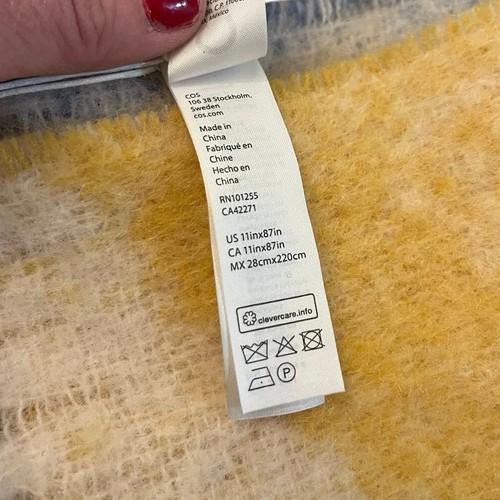 México
COS
106 38 Stockholm,
Sweden
cos.com
Made in
China
Fabriqué en
Chine
Hecho en
China
RN101255
CA42271
US 11inx87in
CA 11inx87in
MX 28cmx220cm
clevercare.info
P